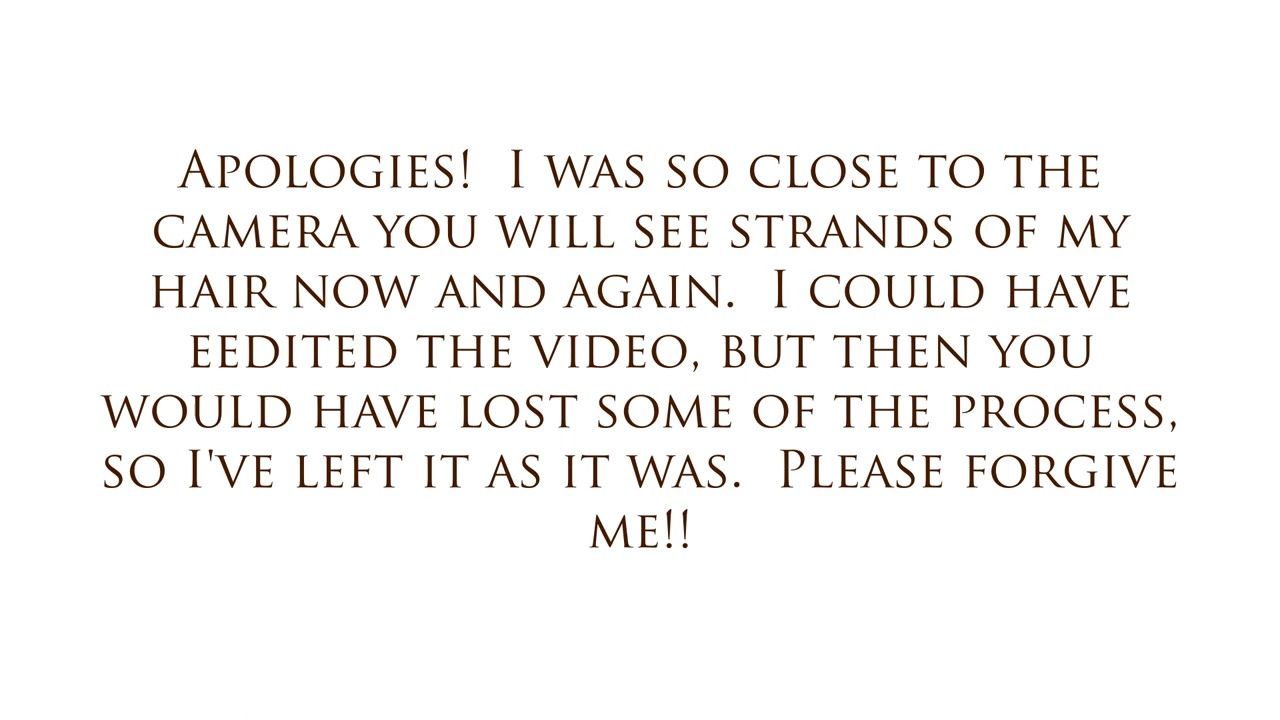 Apologies! I was so close to the
camera you will see strands of my
hair now and again. I could have
eedited the video, but then you
would have lost some of the process,
so I've left it as it was. Please forgive
me!!